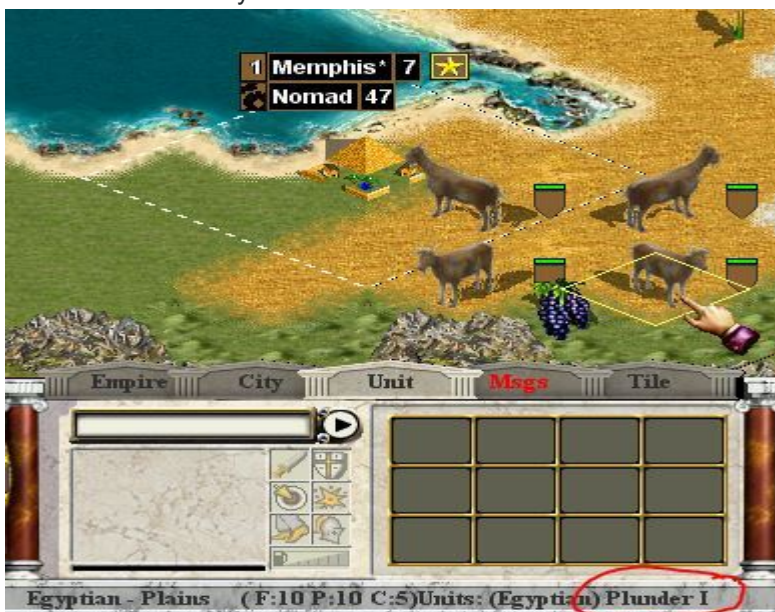 1 Memphis* 7
Nomad 47
Empire City Unit Msgs Tile
Egyptian - Plains (F:10 P:10 C:5)Units: (Egyptian) Plunder I